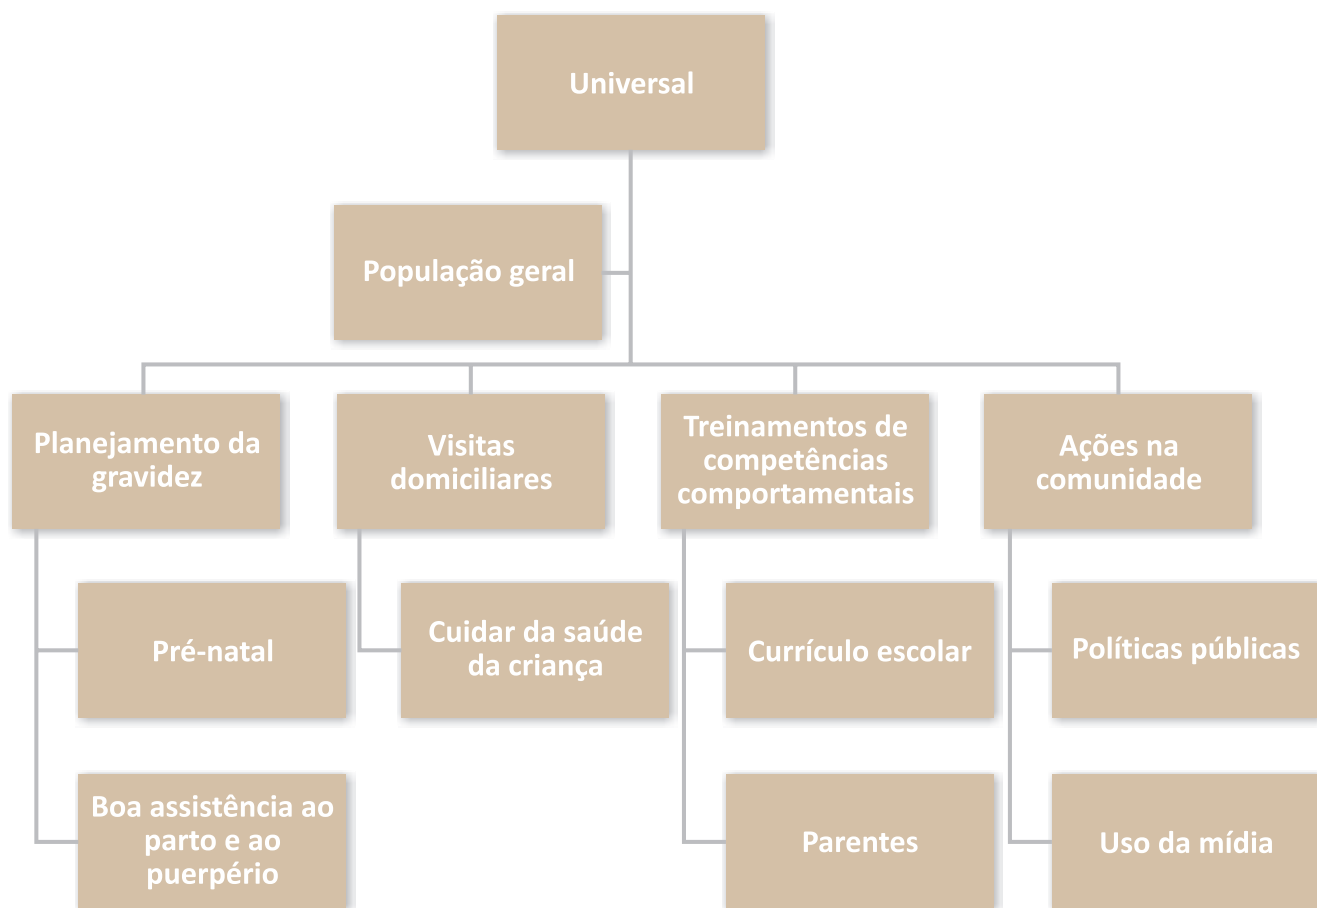 Universal
População geral
Planejamento da
gravidez
Visitas
domiciliares
Treinamentos de
competências
comportamentais
Ações na
comunidade
Pré-natal
Cuidar da saúde
da criança
Currículo escolar
Políticas públicas
Boa assistência ao
parto e ao
puerpério
Parentes
Uso da mídia